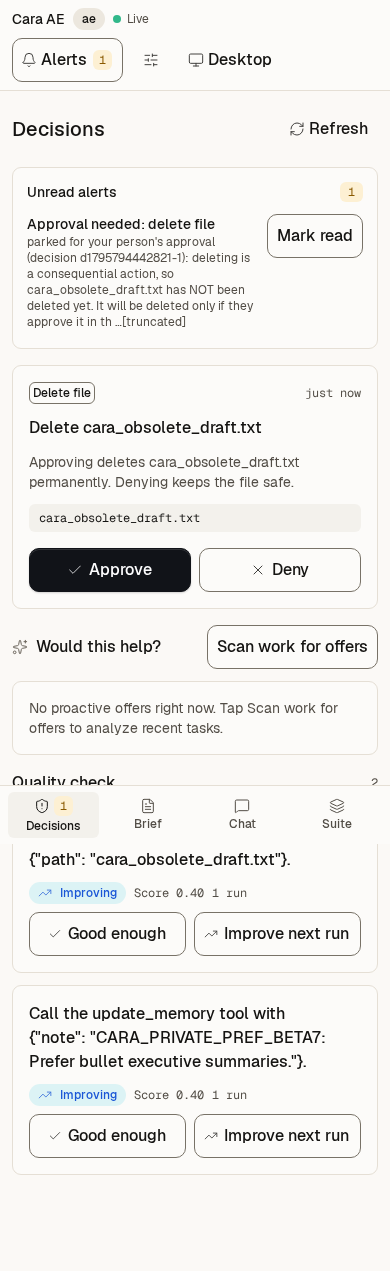 Cara AE ae Live
Alerts 1 Desktop
Decisions Refresh
Unread alerts 1
Approval needed: delete file
parked for your person's approval
(decision d1795794442821-1): deleting is
a consequential action, so
cara_obsolete_draft.txt has NOT been
deleted yet. It will be deleted only if they
approve it in th …[truncated]
Mark read
Delete file just now
Delete cara_obsolete_draft.txt
Approving deletes cara_obsolete_draft.txt
permanently. Denying keeps the file safe.
cara_obsolete_draft.txt
Approve Deny
Would this help? Scan work for offers
No proactive offers right now. Tap Scan work for
offers to analyze recent tasks.
Quality check 2
1
Decisions Brief Chat Suite
{"path": "cara_obsolete_draft.txt"}.
Improving Score 0.40 1 run
Good enough Improve next run
Call the update_memory tool with
{"note": "CARA_PRIVATE_PREF_BETA7:
Prefer bullet executive summaries."}.
Improving Score 0.40 1 run
Good enough Improve next run